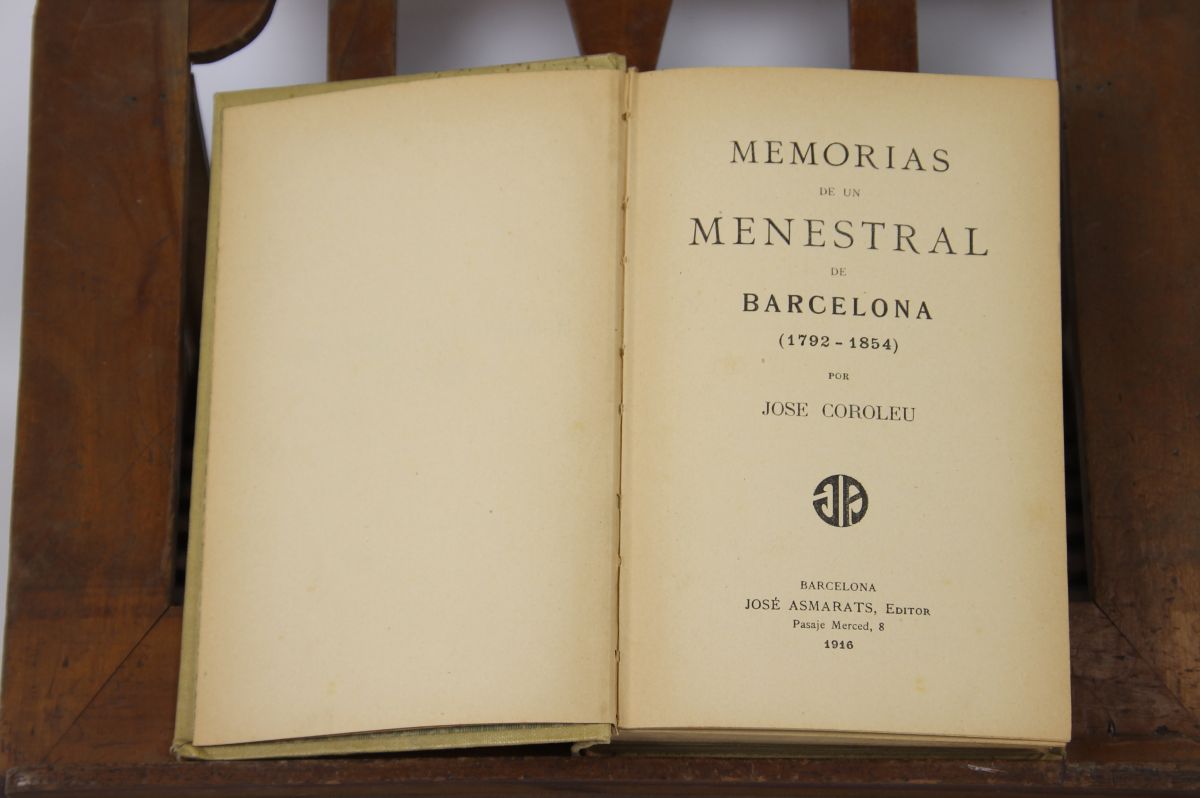 MEMORIAS
DE UN
MENESTRAL
DE
BARCELONA
(1792 - 1854)
POR
JOSE COROLEU
BARCELONA
JOSÉ ASMARATS, EDITOR
Pasaje Merced, 8
1916